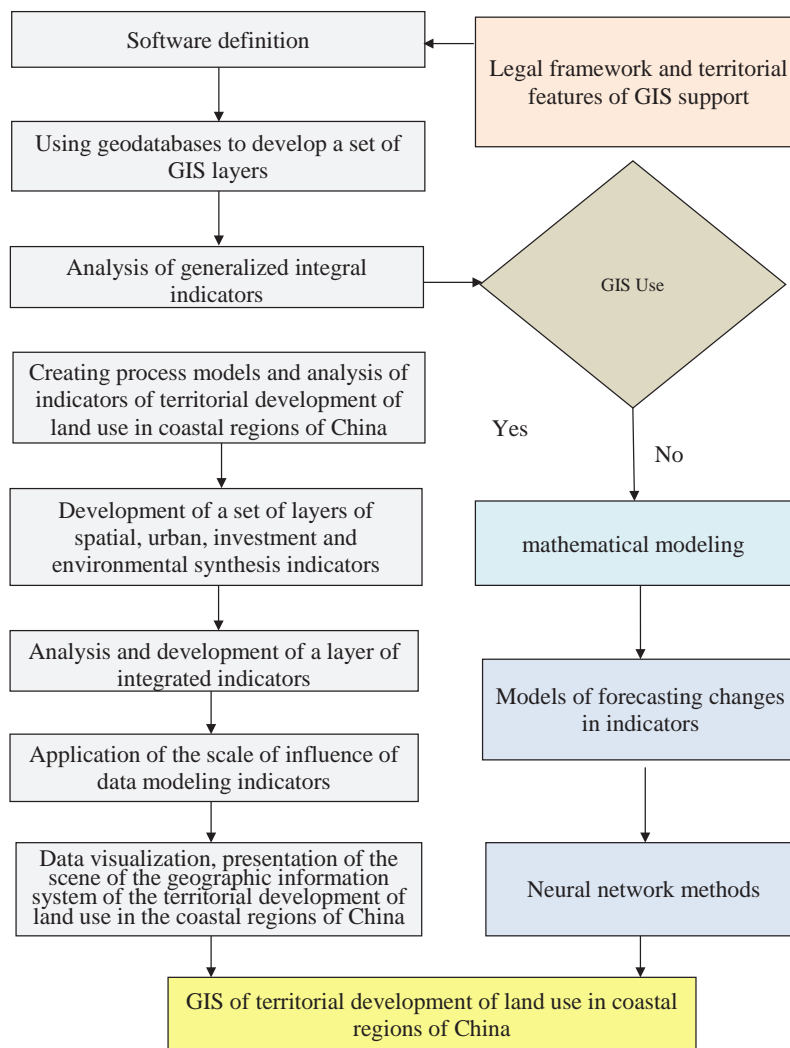 Software definition
Legal framework and territorial
features of GIS support
Using geodatabases to develop a set of
GIS layers
Analysis of generalized integral
indicators
GIS Use
Creating process models and analysis of
indicators of territorial development of
land use in coastal regions of China
Yes
No
Development of a set of layers of
spatial, urban, investment and
environmental synthesis indicators
mathematical modeling
Analysis and development of a layer of
integrated indicators
Models of forecasting changes
in indicators
Application of the scale of influence of
data modeling indicators
Data visualization, presentation of the
scene of the geographic information
system of the territorial development of
land use in the coastal regions of China
Neural network methods
GIS of territorial development of land use in coastal
regions of China